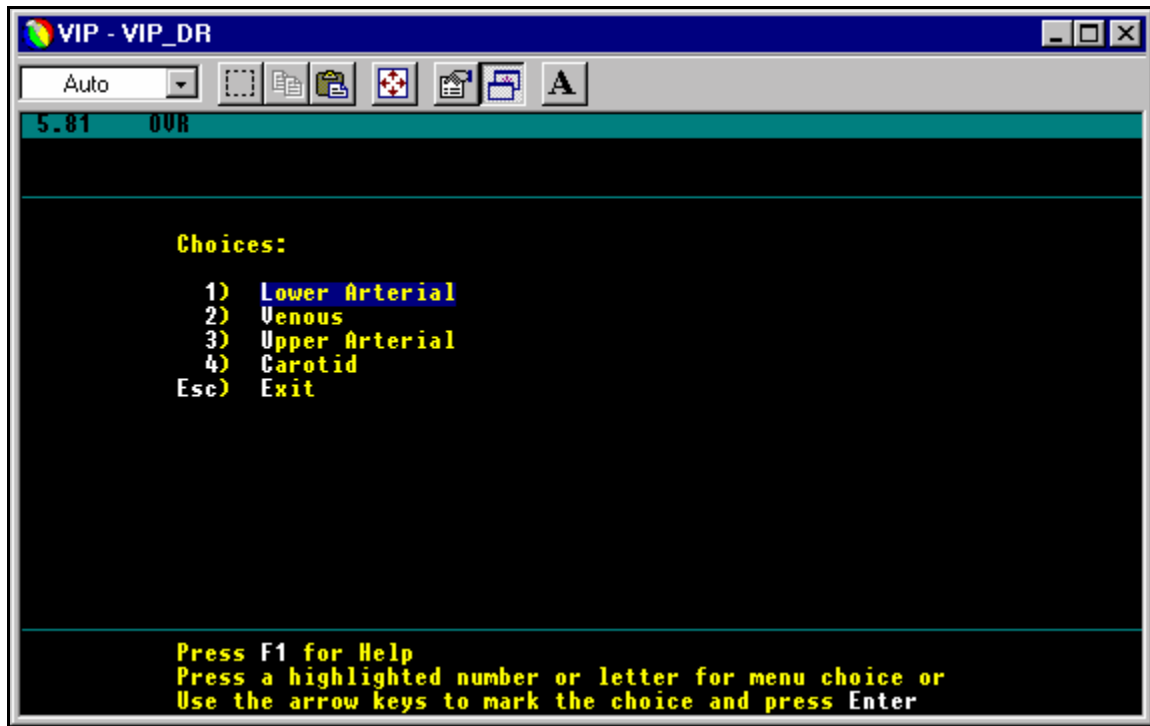 VIP - VIP_DR
Auto
A
5.81 OVR
Choices:
1) Lower Arterial
2) Venous
3) Upper Arterial
4) Carotid
Esc) Exit
Press F1 for Help
Press a highlighted number or letter for menu choice or
Use the arrow keys to mark the choice and press Enter